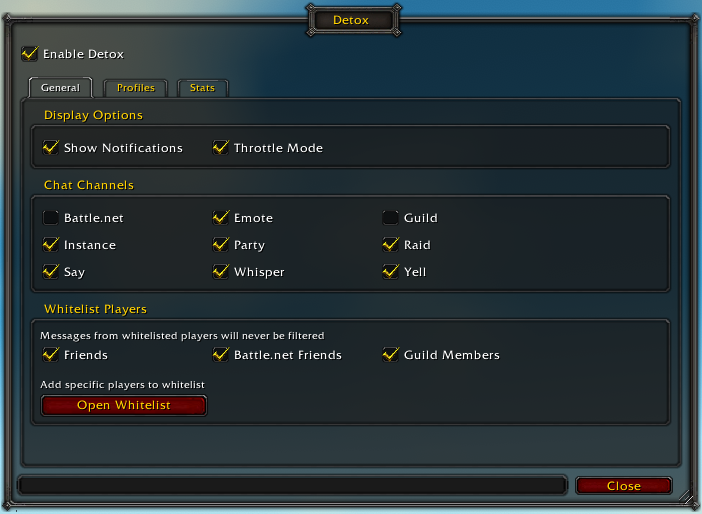 Detox
Enable Detox
General Profiles Stats
Display Options
Show Notifications Throttle Mode
Chat Channels
Battle.net Emote Guild
Instance Party Raid
Say Whisper Yell
Whitelist Players
Messages from whitelisted players will never be filtered
Friends Battle.net Friends Guild Members
Add specific players to whitelist
Open Whitelist
Close